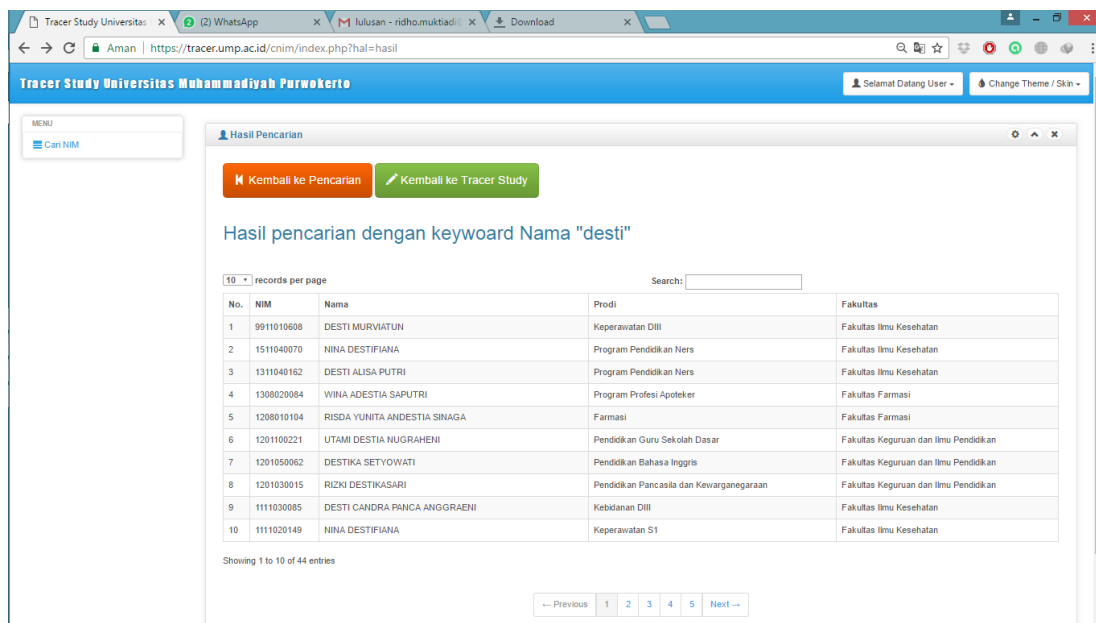 Tracer Study Universitas
(2) WhatsApp
lulusan - ridho.muktiadi
Download
Aman | https://tracer.ump.ac.id/cnim/index.php?hal=hasil
Tracer Study Universitas Muhammadiyah Purwokerto
Selamat Datang User
Change Theme / Skin
MENU
Cari NIM
Hasil Pencarian
Kembali ke Pencarian
Kembali ke Tracer Study
Hasil pencarian dengan keywoard Nama "desti"
10 records per page Search:
No. NIM Nama Prodi Fakultas
1 9911010608 DESTI MURVIATUN Keperawatan DIII Fakultas Ilmu Kesehatan
2 1511040070 NINA DESTIFIANA Program Pendidikan Ners Fakultas Ilmu Kesehatan
3 1311040162 DESTI ALISA PUTRI Program Pendidikan Ners Fakultas Ilmu Kesehatan
4 1308020084 WINA ADESTIA SAPUTRI Program Profesi Apoteker Fakultas Farmasi
5 1208010104 RISDA YUNITA ANDESTIA SINAGA Farmasi Fakultas Farmasi
6 1201100221 UTAMI DESTIA NUGRAHENI Pendidikan Guru Sekolah Dasar Fakultas Keguruan dan Ilmu Pendidikan
7 1201050062 DESTIKA SETYOWATI Pendidikan Bahasa Inggris Fakultas Keguruan dan Ilmu Pendidikan
8 1201030015 RIZKI DESTIKASARI Pendidikan Pancasila dan Kewarganegaraan Fakultas Keguruan dan Ilmu Pendidikan
9 1111030085 DESTI CANDRA PANCA ANGGRAENI Kebidanan DIII Fakultas Ilmu Kesehatan
10 1111020149 NINA DESTIFIANA Keperawatan S1 Fakultas Ilmu Kesehatan
Showing 1 to 10 of 44 entries
← Previous 1 2 3 4 5 Next →